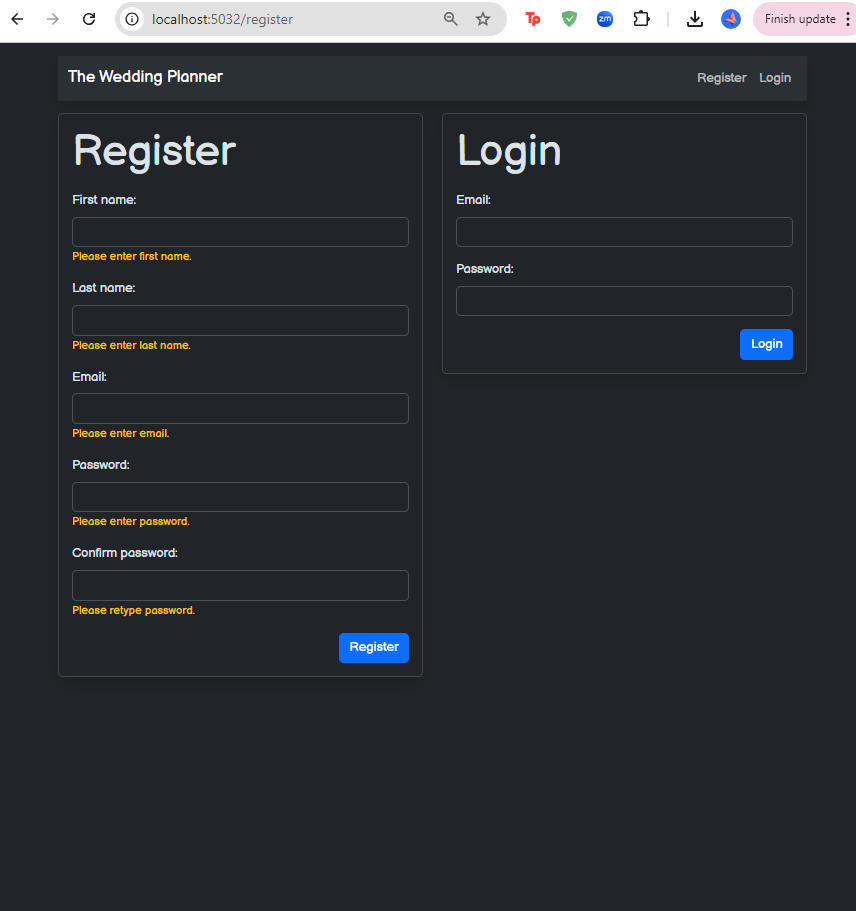 localhost:5032/register
Tp
zm
Finish update
The Wedding Planner
Register
Login
Register
First name:
Please enter first name.
Last name:
Please enter last name.
Email:
Please enter email.
Password:
Please enter password.
Confirm password:
Please retype password.
Register
Login
Email:
Password:
Login